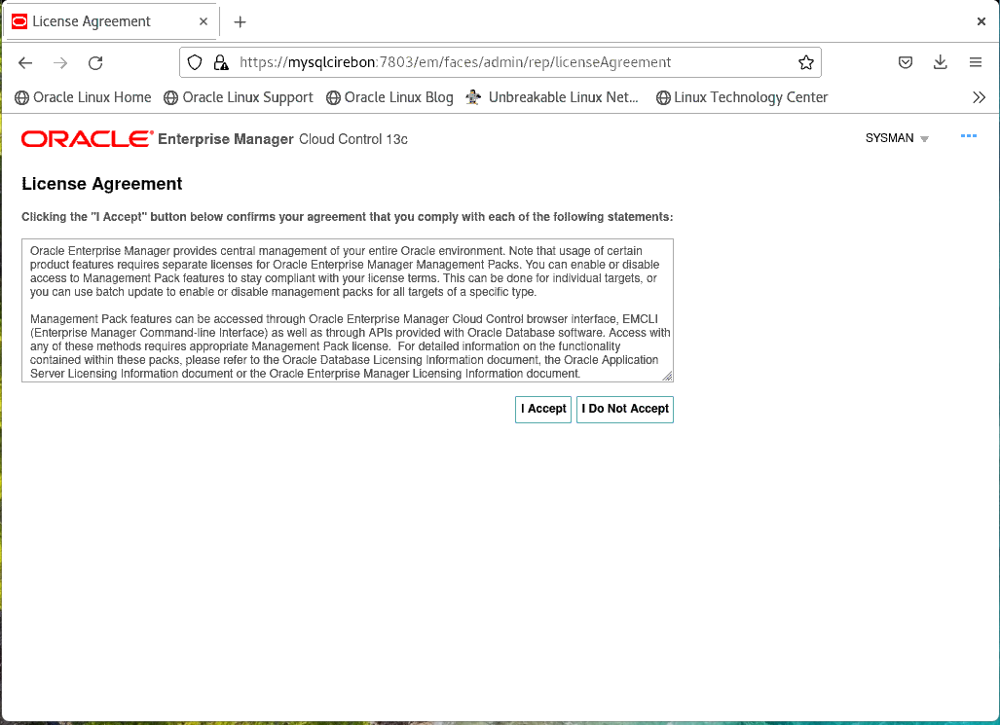 License Agreement
https://mysqlcirebon:7803/em/faces/admin/rep/licenseAgreement
Oracle Linux Home Oracle Linux Support Oracle Linux Blog Unbreakable Linux Net... Linux Technology Center
ORACLE Enterprise Manager Cloud Control 13c SYSMAN
License Agreement
Clicking the "I Accept" button below confirms your agreement that you comply with each of the following statements:
Oracle Enterprise Manager provides central management of your entire Oracle environment. Note that usage of certain
product features requires separate licenses for Oracle Enterprise Manager Management Packs. You can enable or disable
access to Management Pack features to stay compliant with your license terms. This can be done for individual targets, or
you can use batch update to enable or disable management packs for all targets of a specific type.
Management Pack features can be accessed through Oracle Enterprise Manager Cloud Control browser interface, EMCLI
(Enterprise Manager Command-line Interface) as well as through APIs provided with Oracle Database software. Access with
any of these methods requires appropriate Management Pack license.  For detailed information on the functionality
contained within these packs, please refer to the Oracle Database Licensing Information document, the Oracle Application
Server Licensing Information document or the Oracle Enterprise Manager Licensing Information document.
I Accept I Do Not Accept